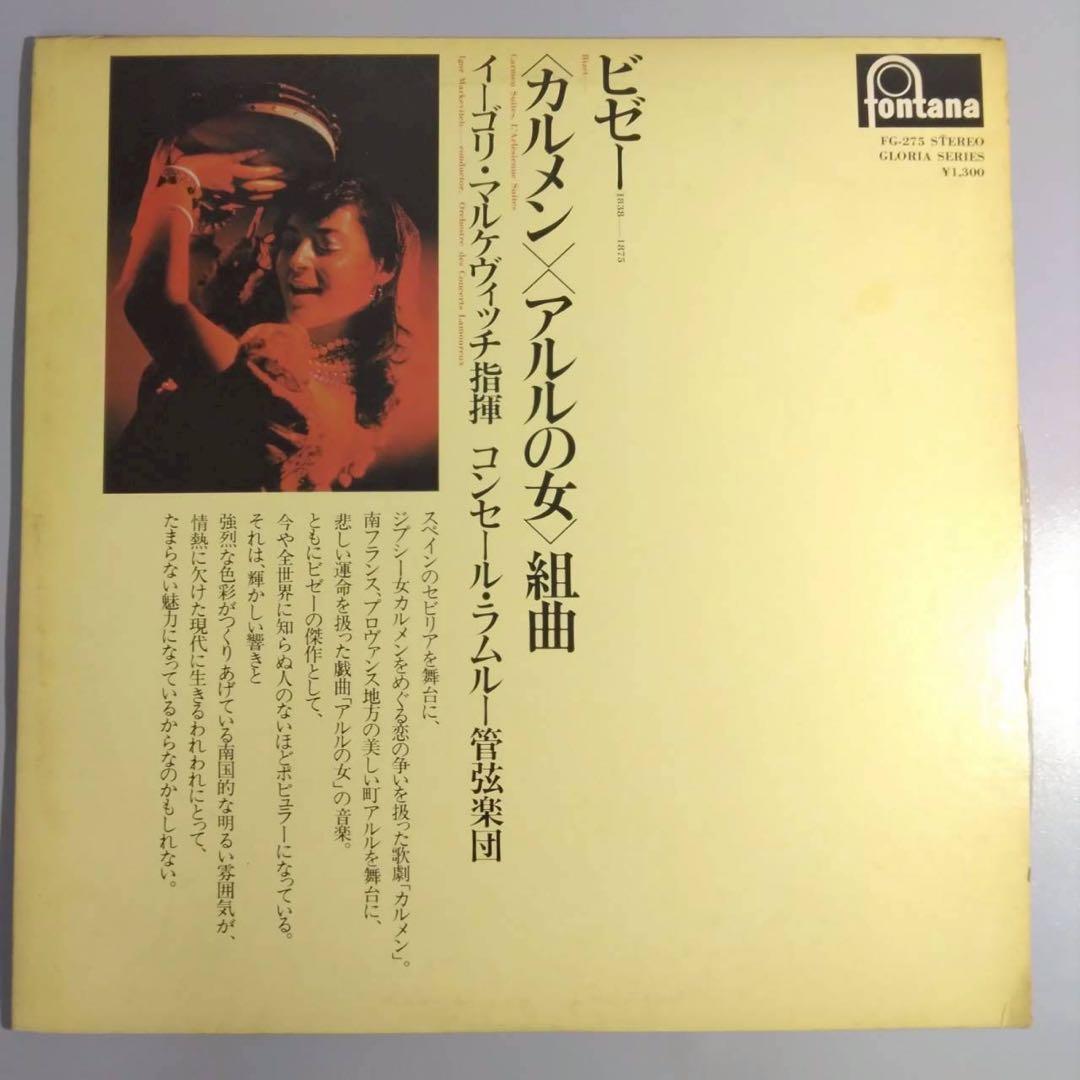 fontana
FG-275 STEREO
GLORIA SERIES
¥1,300
ビゼー 1838—1875
Bizet
〈カルメン〉〈アルルの女〉組曲
Carmen Suites, L'Arlésienne Suites
イーゴリ・マルケヴィッチ指揮 コンセール・ラムルー管弦楽団
Igor Markevitch—conductor, Orchestre des Concerts Lamoureux
スペインのセビリアを舞台に、
ジプシー女カルメンをめぐる恋の争いを扱った歌劇「カルメン」。
南フランス、プロヴァンス地方の美しい町アルルを舞台に、
悲しい運命を扱った戯曲「アルルの女」の音楽。
ともにビゼーの傑作として、
今や全世界に知らぬ人のないほどポピュラーになっている。
それは、輝かしい響きと
強烈な色彩がつくりあげている南国的な明るい雰囲気が、
情熱に欠けた現代に生きるわれわれにとって、
たまらない魅力になっているからなのかもしれない。